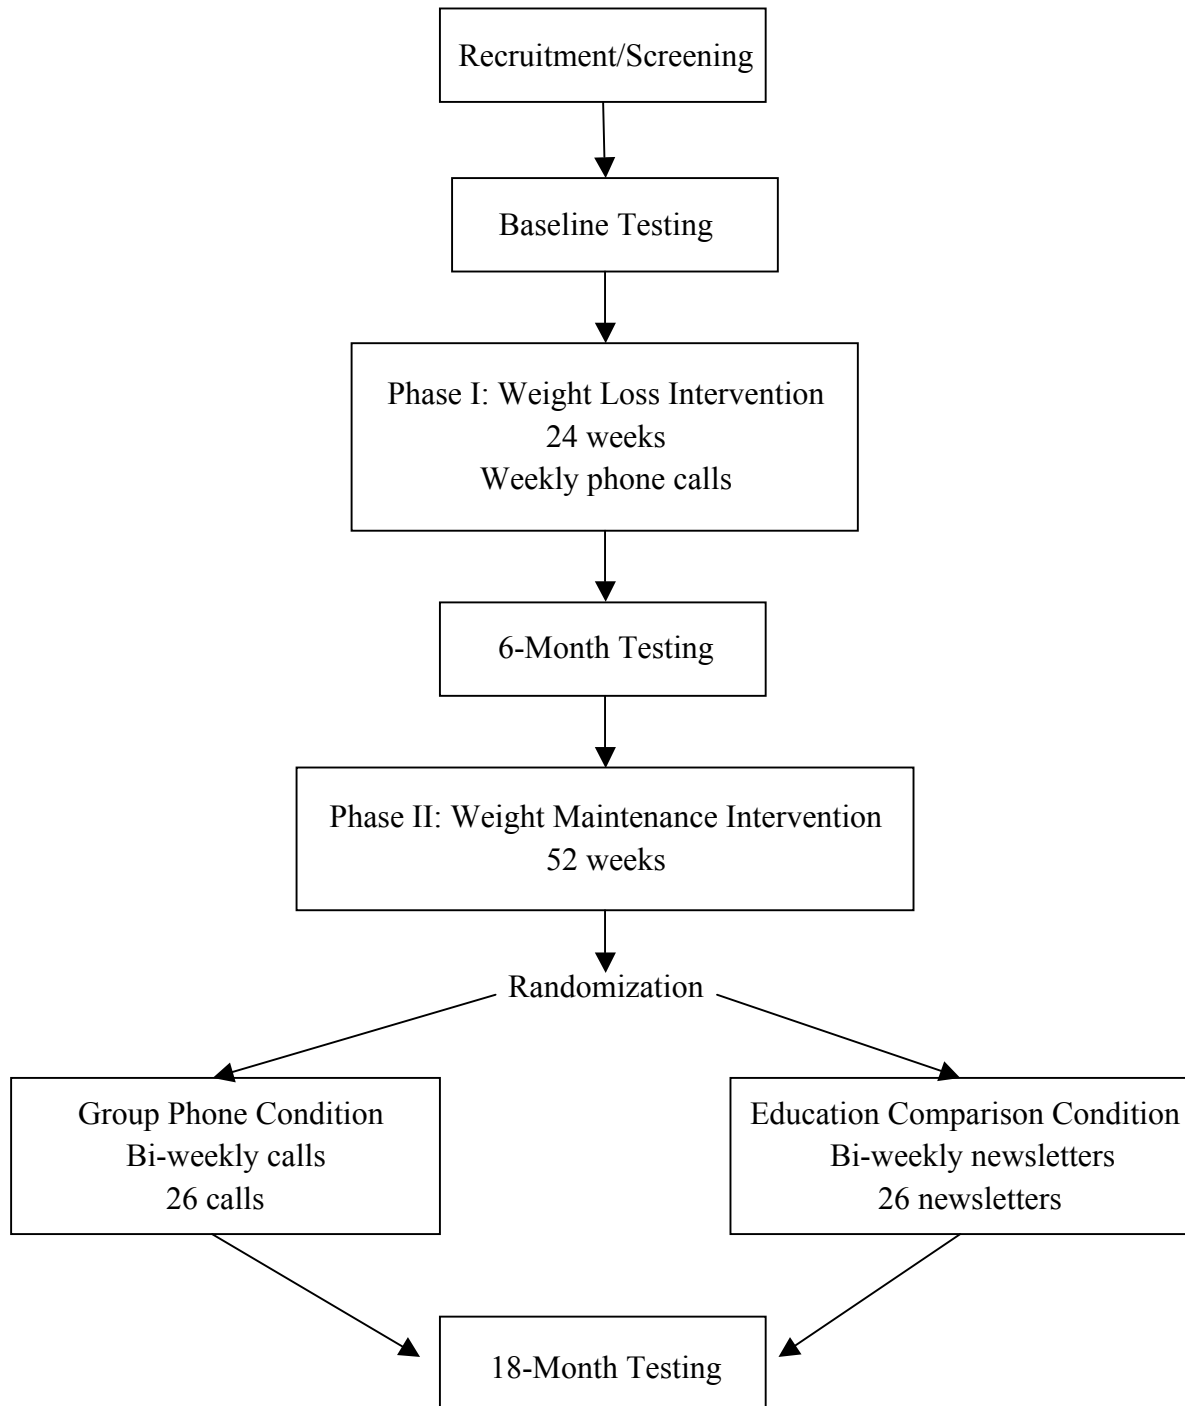 Recruitment/Screening
Baseline Testing
Phase I: Weight Loss Intervention
24 weeks
Weekly phone calls
6-Month Testing
Phase II: Weight Maintenance Intervention
52 weeks
Randomization
Group Phone Condition
Bi-weekly calls
26 calls
Education Comparison Condition
Bi-weekly newsletters
26 newsletters
18-Month Testing